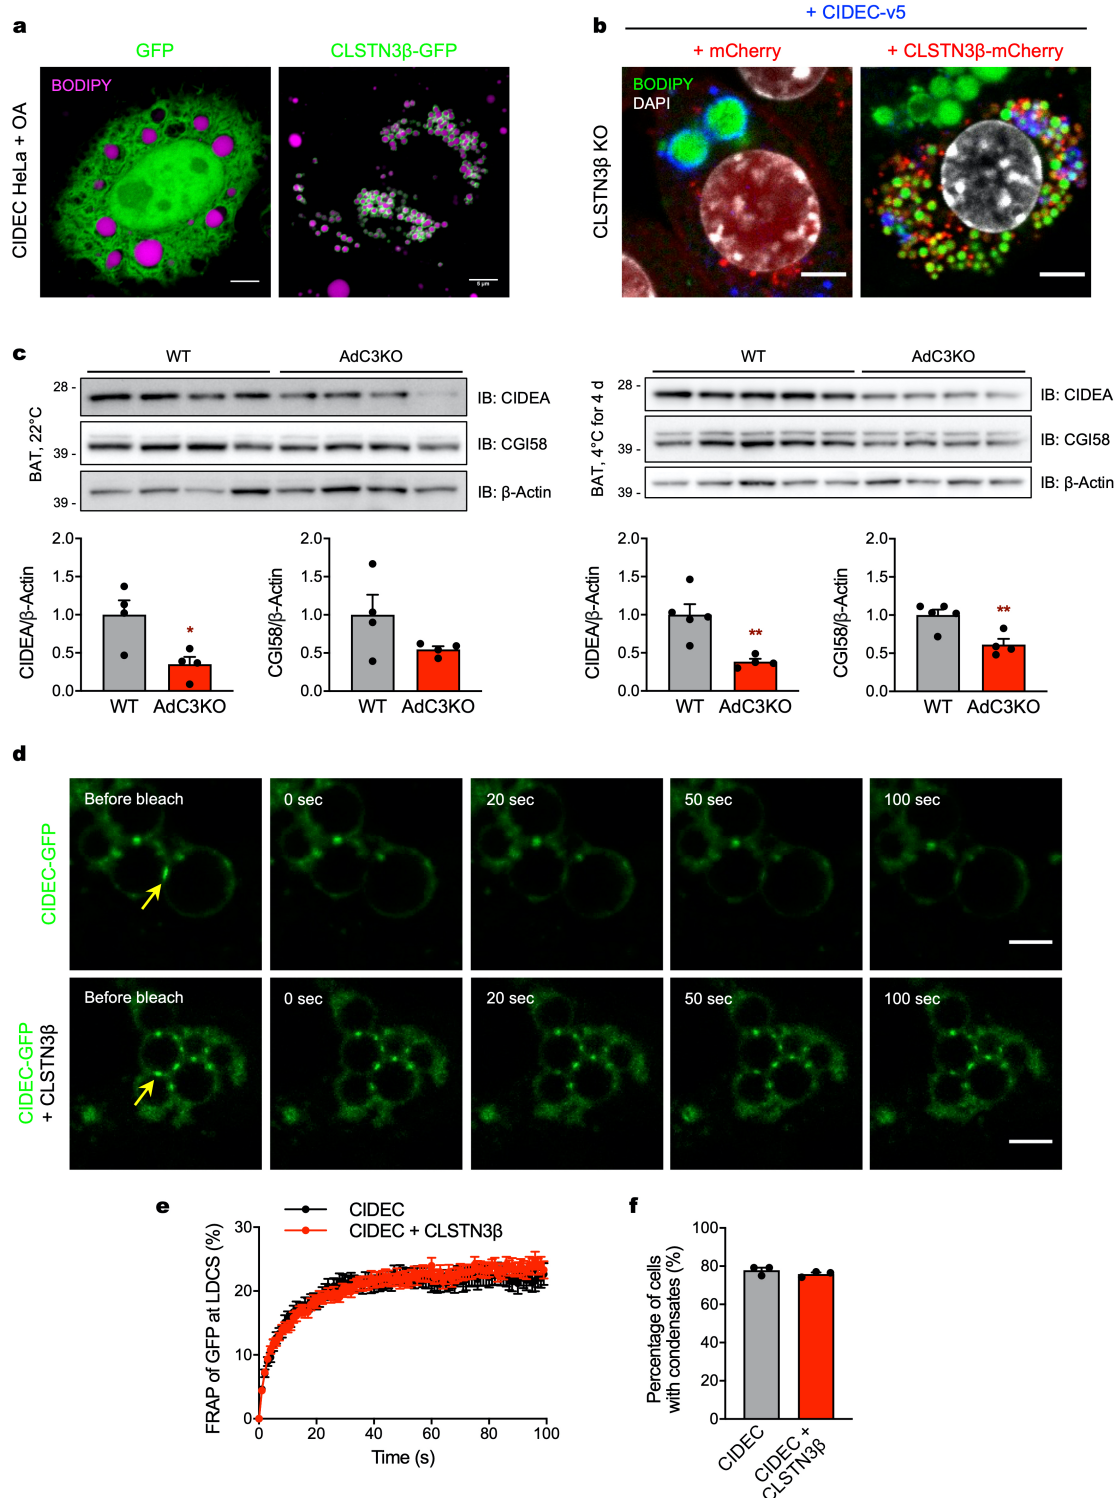 a
GFP
CLSTN3β-GFP
CIDEC HeLa + OA
BODIPY
5 µm
b
+ CIDEC-v5
+ mCherry
+ CLSTN3β-mCherry
CLSTN3β KO
BODIPY
DAPI
c
WT
AdC3KO
BAT, 22°C
28 -
IB: CIDEA
39 -
IB: CGI58
39 -
IB: β-Actin
WT
AdC3KO
BAT, 4°C for 4 d
28 -
IB: CIDEA
39 -
IB: CGI58
39 -
IB: β-Actin
CIDEA/β-Actin
2.0
1.5
1.0
0.5
0.0
*
WT
AdC3KO
CGI58/β-Actin
2.0
1.5
1.0
0.5
0.0
WT
AdC3KO
CIDEA/β-Actin
2.0
1.5
1.0
0.5
0.0
**
WT
AdC3KO
CGI58/β-Actin
2.0
1.5
1.0
0.5
0.0
**
WT
AdC3KO
d
CIDEC-GFP
Before bleach
0 sec
20 sec
50 sec
100 sec
CIDEC-GFP
+ CLSTN3β
Before bleach
0 sec
20 sec
50 sec
100 sec
e
CIDEC
CIDEC + CLSTN3β
FRAP of GFP at LDCS (%)
30
20
10
0
0
20
40
60
80
100
Time (s)
f
Percentage of cells
with condensates (%)
100
80
60
40
20
0
CIDEC
CIDEC +
CLSTN3β